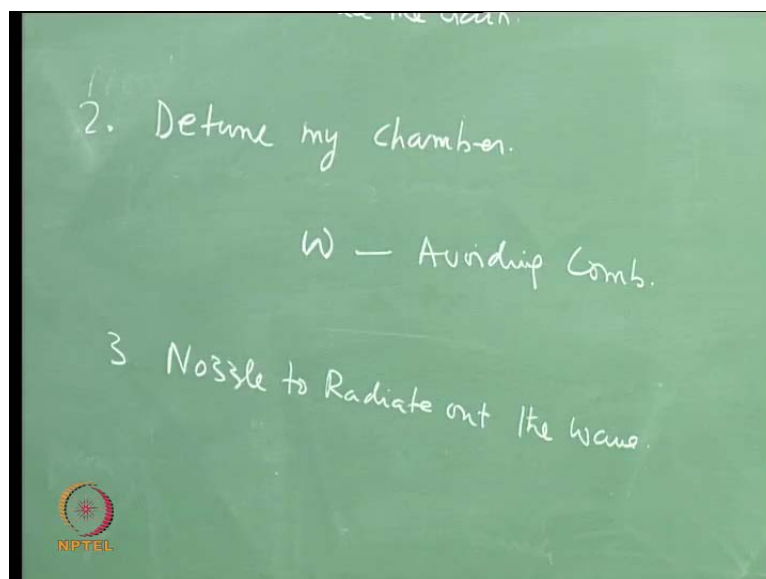 2. Detune my chamber.
W — Avoiding Comb.
3 Nozzle to Radiate out the wave.
NPTEL